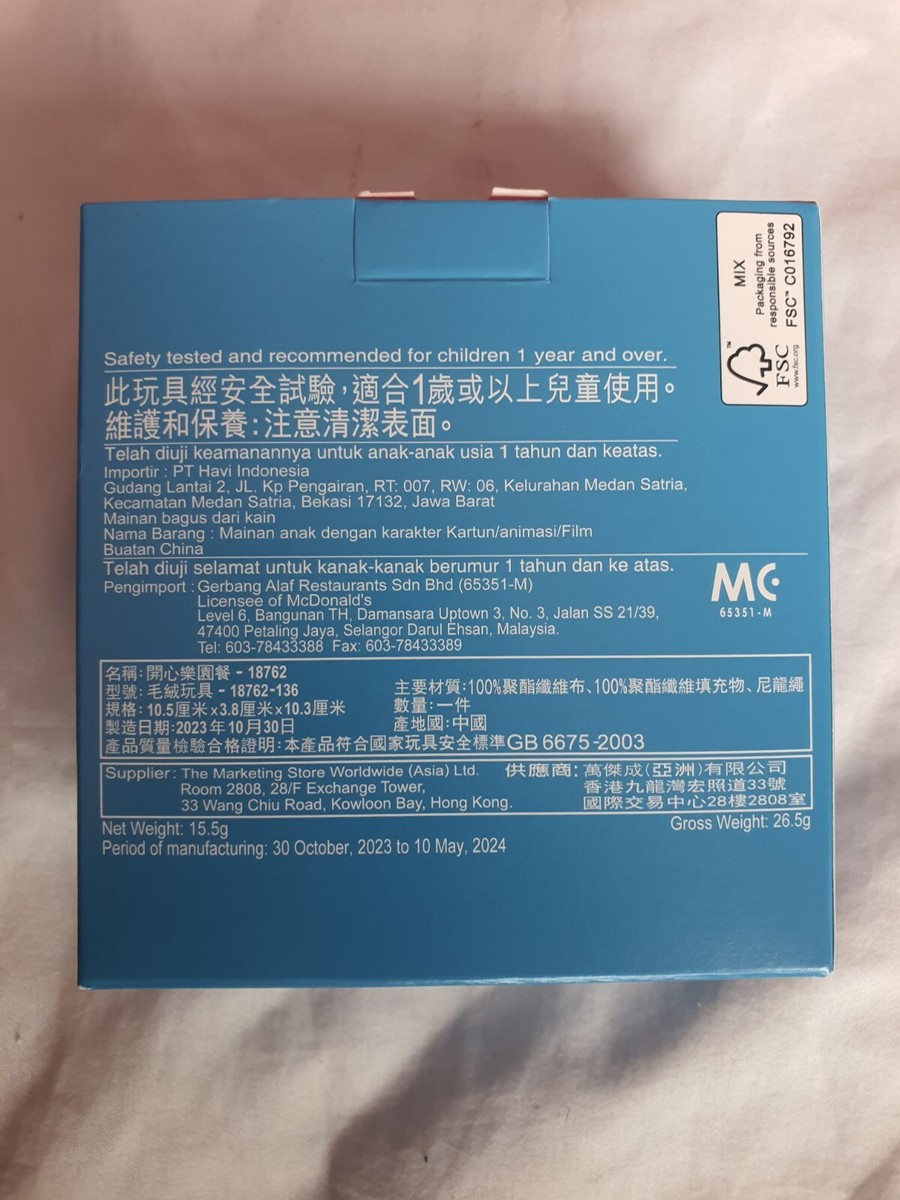 MIX
Packaging from
responsible sources
FSC™ C016792
FSC
www.fsc.org
Safety tested and recommended for children 1 year and over.
此玩具經安全試驗，適合1歲或以上兒童使用。
維護和保養：注意清潔表面。
Telah diuji keamanannya untuk anak-anak usia 1 tahun dan keatas.
Importir : PT Havi Indonesia
Gudang Lantai 2, JL. Kp Pengairan, RT: 007, RW: 06, Kelurahan Medan Satria,
Kecamatan Medan Satria, Bekasi 17132, Jawa Barat
Mainan bagus dari kain
Nama Barang : Mainan anak dengan karakter Kartun/animasi/Film
Buatan China
Telah diuji selamat untuk kanak-kanak berumur 1 tahun dan ke atas.
Pengimport : Gerbang Alaf Restaurants Sdn Bhd (65351-M)
Licensee of McDonald's
Level 6, Bangunan TH, Damansara Uptown 3, No. 3, Jalan SS 21/39,
47400 Petaling Jaya, Selangor Darul Ehsan, Malaysia.
Tel: 603-78433388 Fax: 603-78433389
MC
65351-M
名稱：開心樂園餐 - 18762
型號：毛絨玩具 - 18762-136
規格：10.5厘米x3.8厘米x10.3厘米
製造日期：2023年10月30日
主要材質：100%聚酯纖維布、100%聚酯纖維填充物、尼龍繩
數量：一件
產地國：中國
產品質量檢驗合格證明：本產品符合國家玩具安全標準GB 6675-2003
Supplier : The Marketing Store Worldwide (Asia) Ltd.
Room 2808, 28/F Exchange Tower,
33 Wang Chiu Road, Kowloon Bay, Hong Kong.
供應商：萬傑成(亞洲)有限公司
香港九龍灣宏照道33號
國際交易中心28樓2808室
Net Weight: 15.5g
Gross Weight: 26.5g
Period of manufacturing: 30 October, 2023 to 10 May, 2024